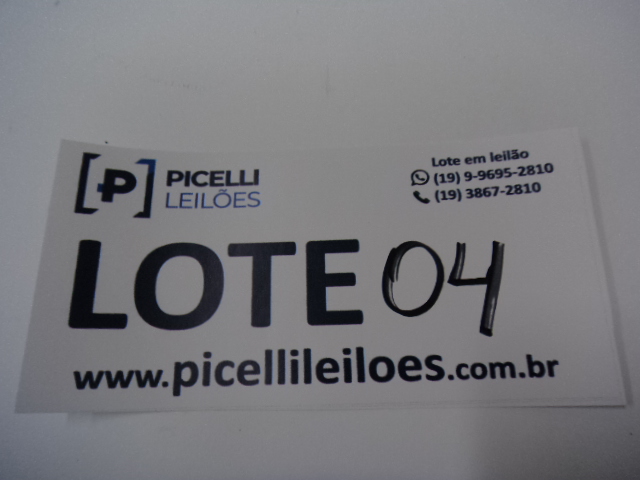 PICELLI
LEILÕES
Lote em leilão
(19) 9-9695-2810
(19) 3867-2810
LOTE 04
www.picellileiloes.com.br